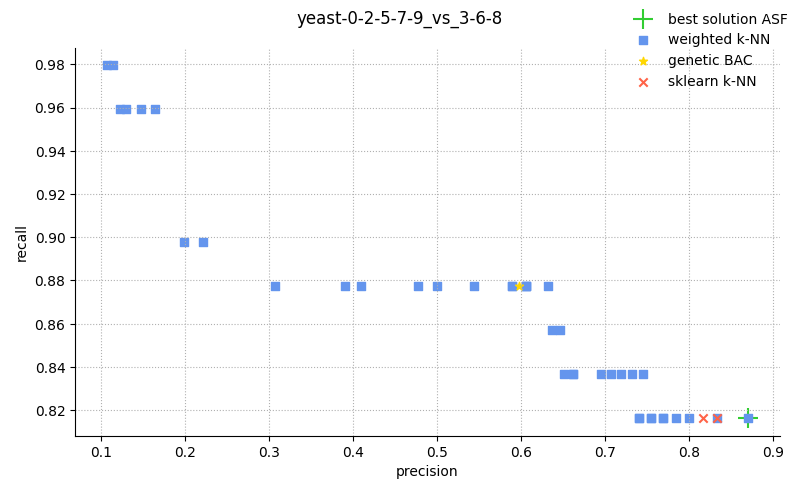 yeast-0-2-5-7-9_vs_3-6-8
best solution ASF
weighted k-NN
genetic BAC
sklearn k-NN
recall
0.98
0.96
0.94
0.92
0.90
0.88
0.86
0.84
0.82
0.1 0.2 0.3 0.4 0.5 0.6 0.7 0.8 0.9
precision